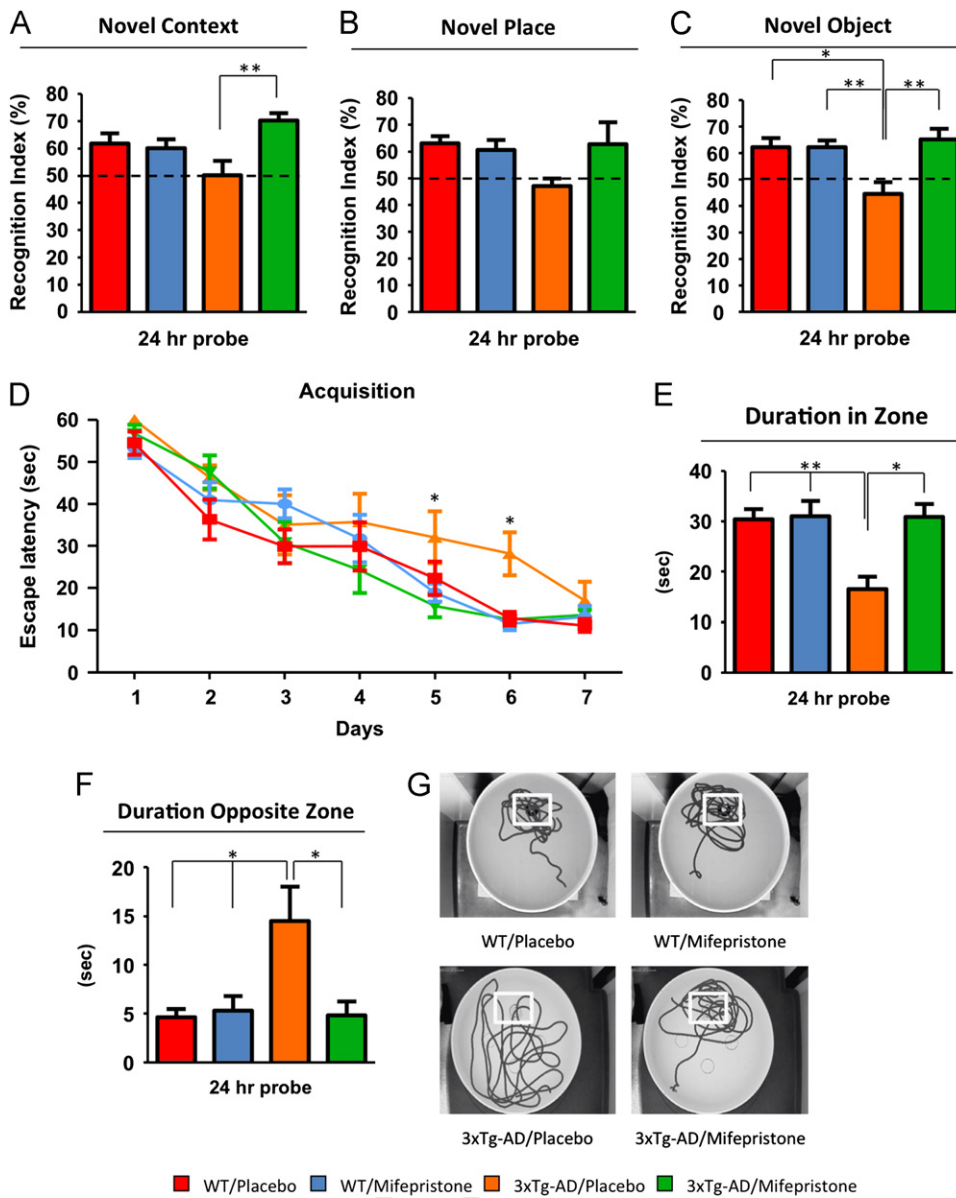 A
Novel Context
**
Recognition Index (%)
80
70
60
50
40
30
20
10
0
24 hr probe
B
Novel Place
Recognition Index (%)
80
70
60
50
40
30
20
10
0
24 hr probe
C
Novel Object
*
**
**
Recognition Index (%)
80
70
60
50
40
30
20
10
0
24 hr probe
D
Acquisition
Escape latency (sec)
60
50
40
30
20
10
0
*
*
1 2 3 4 5 6 7
Days
E
Duration in Zone
**
*
(sec)
40
30
20
10
0
24 hr probe
F
Duration Opposite Zone
*
*
(sec)
20
15
10
5
0
24 hr probe
G
WT/Placebo
WT/Mifepristone
3xTg-AD/Placebo
3xTg-AD/Mifepristone
WT/Placebo WT/Mifepristone 3xTg-AD/Placebo 3xTg-AD/Mifepristone